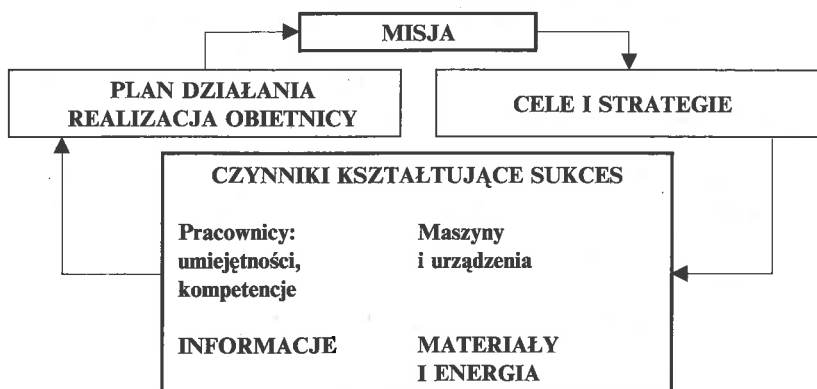 MISJA
PLAN DZIAŁANIA
REALIZACJA OBIETNICY
CELE I STRATEGIE
CZYNNIKI KSZTAŁTUJĄCE SUKCES
Pracownicy:
umiejętności,
kompetencje
Maszyny
i urządzenia
INFORMACJE
MATERIAŁY
I ENERGIA